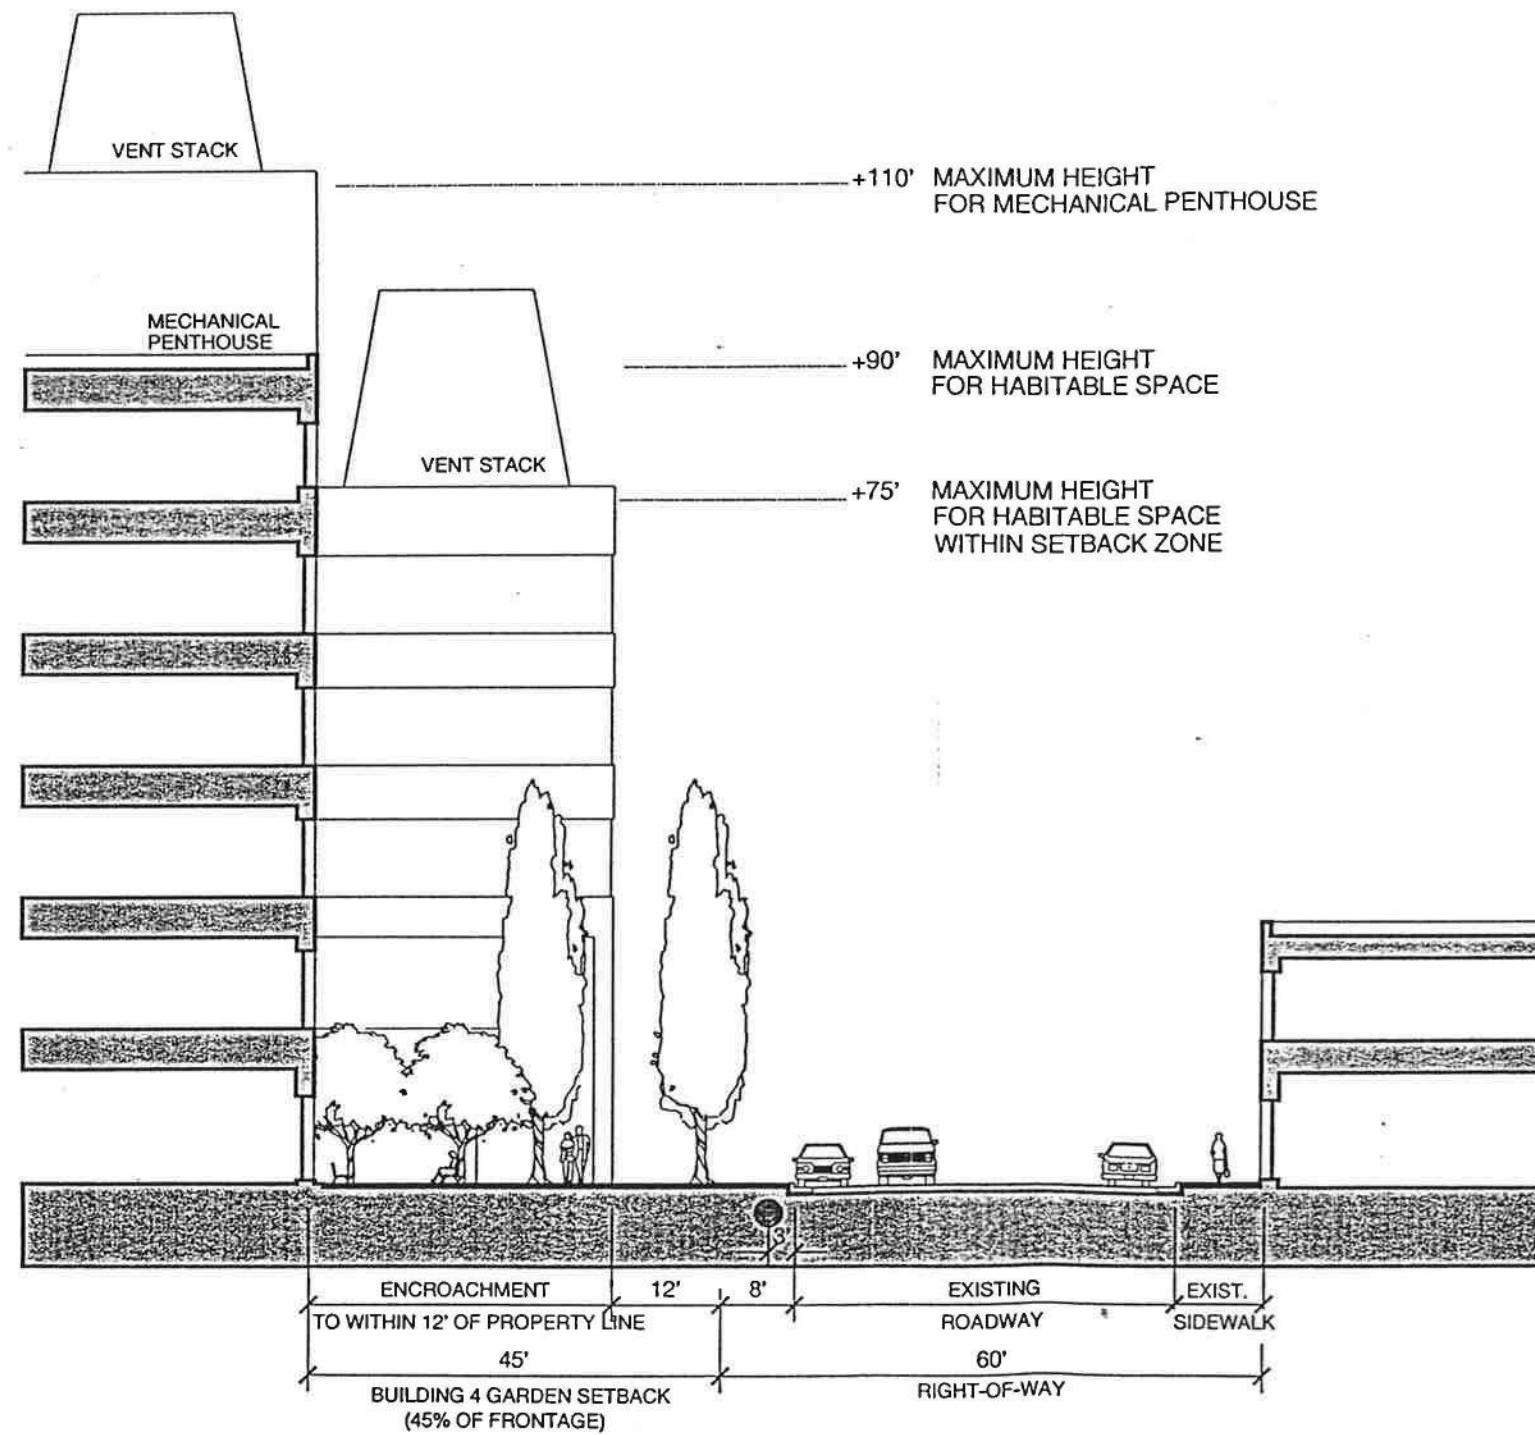 VENT STACK
+110' MAXIMUM HEIGHT
FOR MECHANICAL PENTHOUSE
MECHANICAL
PENTHOUSE
+90' MAXIMUM HEIGHT
FOR HABITABLE SPACE
VENT STACK
+75' MAXIMUM HEIGHT
FOR HABITABLE SPACE
WITHIN SETBACK ZONE
3'
ENCROACHMENT
TO WITHIN 12' OF PROPERTY LINE
12'
8'
EXISTING
ROADWAY
EXIST.
SIDEWALK
45'
BUILDING 4 GARDEN SETBACK
(45% OF FRONTAGE)
60'
RIGHT-OF-WAY